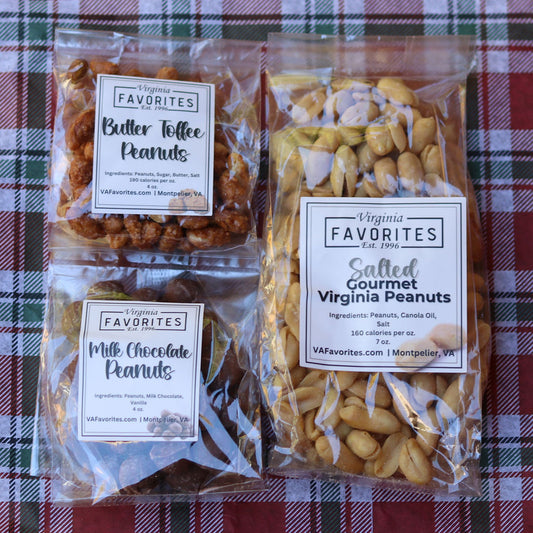 Virginia
FAVORITES
Est. 1996
Butter Toffee
Peanuts
Ingredients: Peanuts, Sugar, Butter, Salt
180 calories per oz.
4 oz.
VAFavorites.com | Montpelier, VA
Virginia
FAVORITES
Est. 1996
Salted
Gourmet
Virginia Peanuts
Ingredients: Peanuts, Canola Oil,
Salt
160 calories per oz.
7 oz.
VAFavorites.com | Montpelier, VA
Virginia
FAVORITES
Est. 1996
Milk Chocolate
Peanuts
Ingredients: Peanuts, Milk Chocolate,
Vanilla
4 oz.
VAFavorites.com | Montpelier, VA